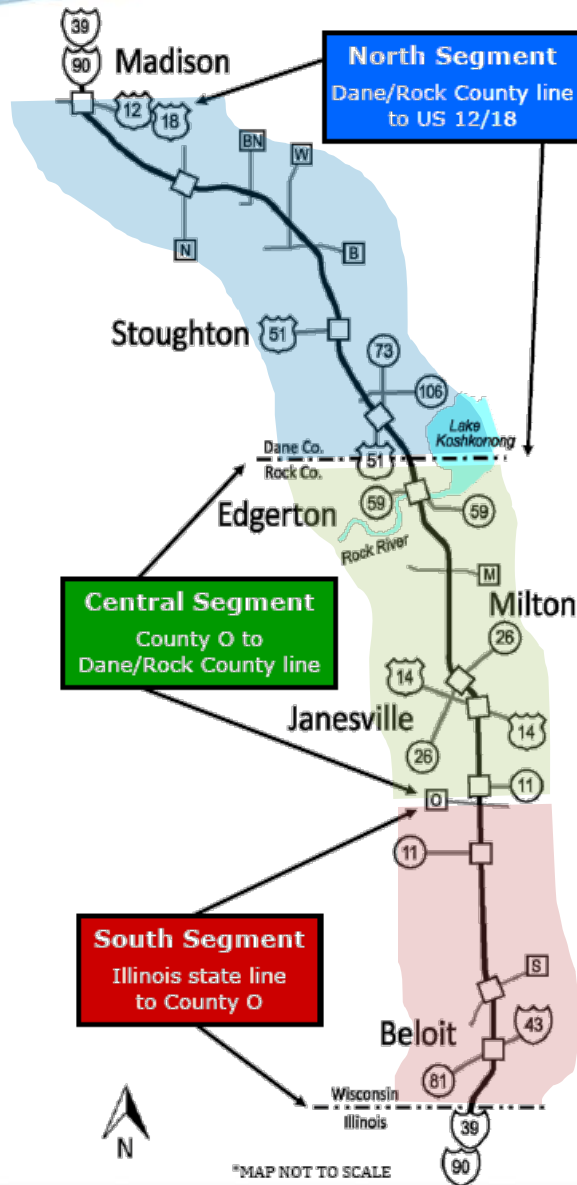 39
90
Madison
North Segment
Dane/Rock County line
to US 12/18
12
18
BN
W
N
B
Stoughton
51
73
106
Lake
Koshkonong
Dane Co.
51
Rock Co.
Edgerton
59
59
Rock River
M
Central Segment
County O to
Dane/Rock County line
Milton
26
14
Janesville
14
26
11
O
11
South Segment
Illinois state line
to County O
S
Beloit
43
81
Wisconsin
Illinois
N
39
90
*MAP NOT TO SCALE